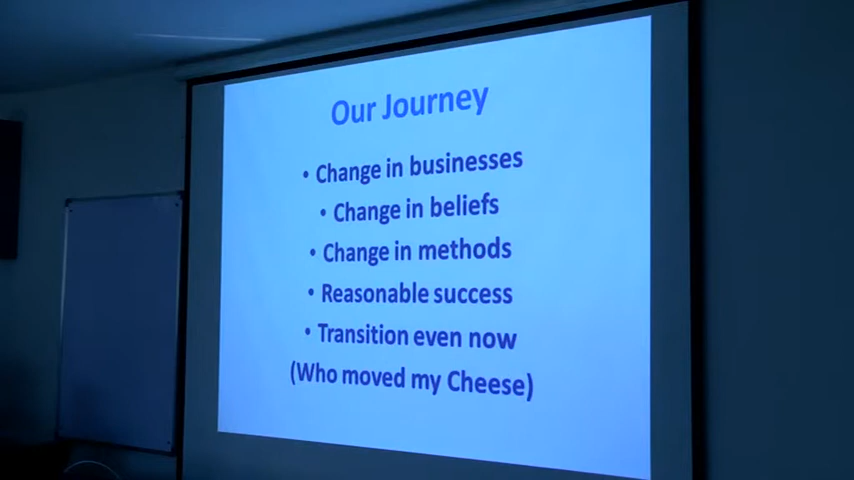 Our Journey
• Change in businesses
• Change in beliefs
• Change in methods
• Reasonable success
• Transition even now
(Who moved my Cheese)